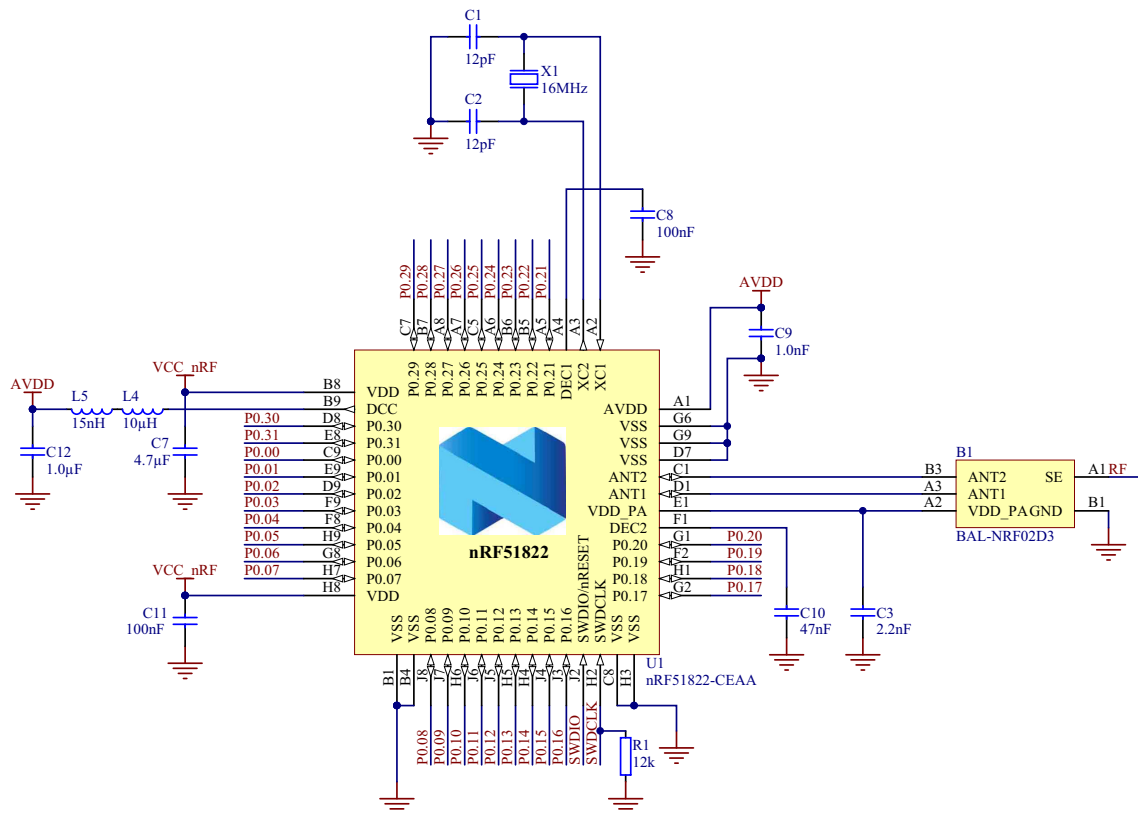 C1
12pF
X1
16MHz
C2
12pF
C8
100nF
P0.29
P0.28
P0.27
P0.26
P0.25
P0.24
P0.23
P0.22
P0.21
C7
B7
A8
A7
C5
A6
B6
B5
A5
A4
A3
A2
P0.29
P0.28
P0.27
P0.26
P0.25
P0.24
P0.23
P0.22
P0.21
DEC1
XC2
XC1
AVDD
C9
1.0nF
VCC_nRF
AVDD
L5
15nH
L4
10µH
C12
1.0µF
C7
4.7µF
B8 VDD
B9 DCC
P0.30 D8 P0.30
P0.31 E8 P0.31
P0.00 C9 P0.00
P0.01 E9 P0.01
P0.02 D9 P0.02
P0.03 F9 P0.03
P0.04 F8 P0.04
P0.05 H9 P0.05
P0.06 G8 P0.06
P0.07 H7 P0.07
H8 VDD
VCC_nRF
C11
100nF
nRF51822
AVDD A1
VSS G6
VSS G9
VSS D7
ANT2 C1
ANT1 D1
VDD_PA E1
DEC2 F1
P0.20 G1 P0.20
P0.19 F2 P0.19
P0.18 H1 P0.18
P0.17 G2 P0.17
B1
B3 ANT2 SE A1 RF
A3 ANT1
A2 VDD_PA GND B1
BAL-NRF02D3
C10
47nF
C3
2.2nF
VSS
VSS
P0.08
P0.09
P0.10
P0.11
P0.12
P0.13
P0.14
P0.15
P0.16
SWDIO/nRESET
SWDCLK
VSS
VSS
B1
B4
J8
J7
H6
J6
J5
H5
H4
J4
J3
J2
H2
C8
H3
U1
nRF51822-CEAA
P0.08
P0.09
P0.10
P0.11
P0.12
P0.13
P0.14
P0.15
P0.16
SWDIO
SWDCLK
R1
12k